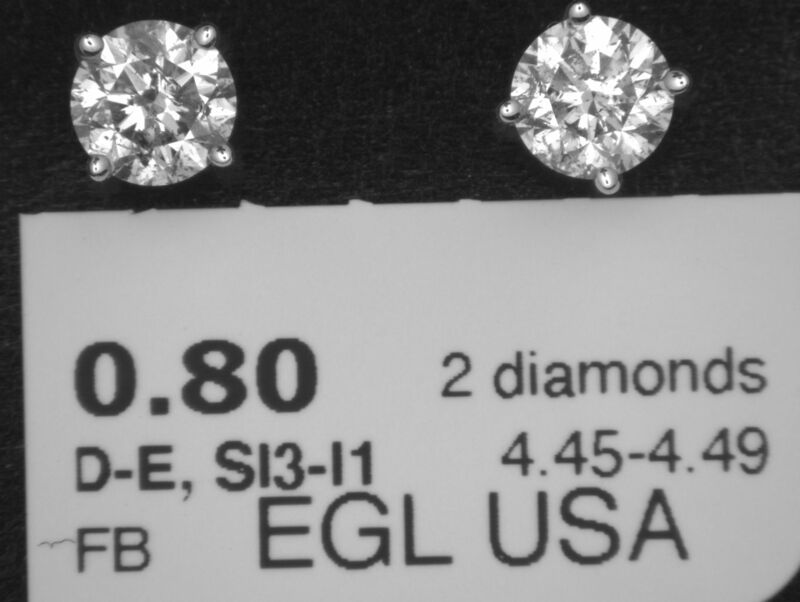 0.80 2 diamonds
D-E, SI3-I1 4.45-4.49
FB EGL USA